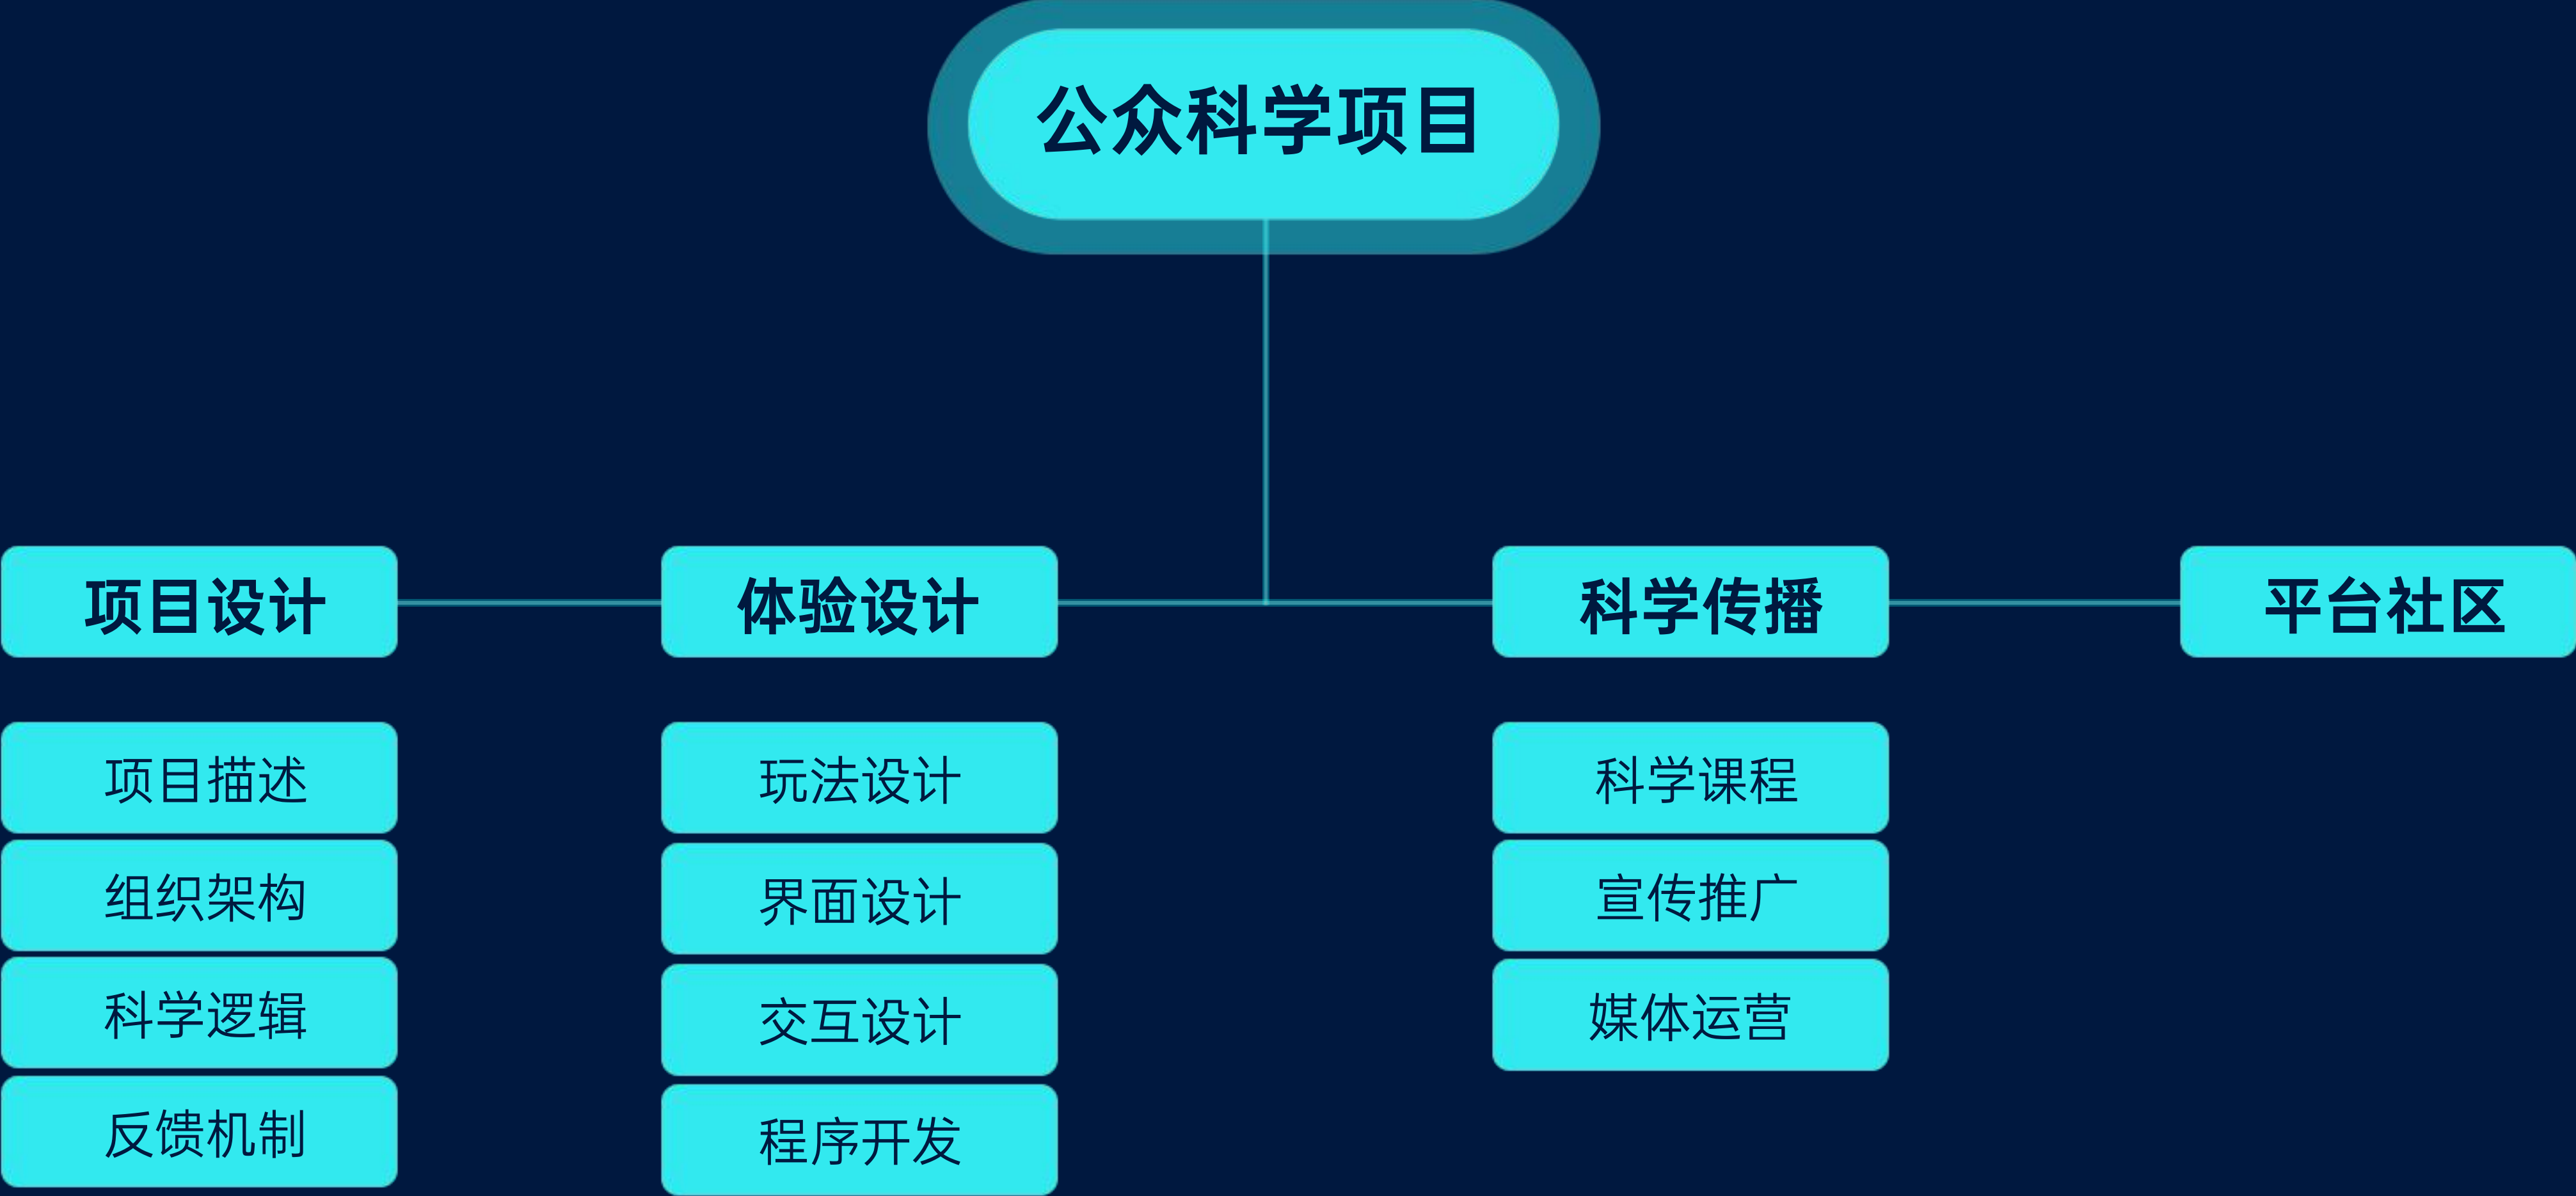 公众科学项目
项目设计
体验设计
科学传播
平台社区
项目描述
组织架构
科学逻辑
反馈机制
玩法设计
界面设计
交互设计
程序开发
科学课程
宣传推广
媒体运营